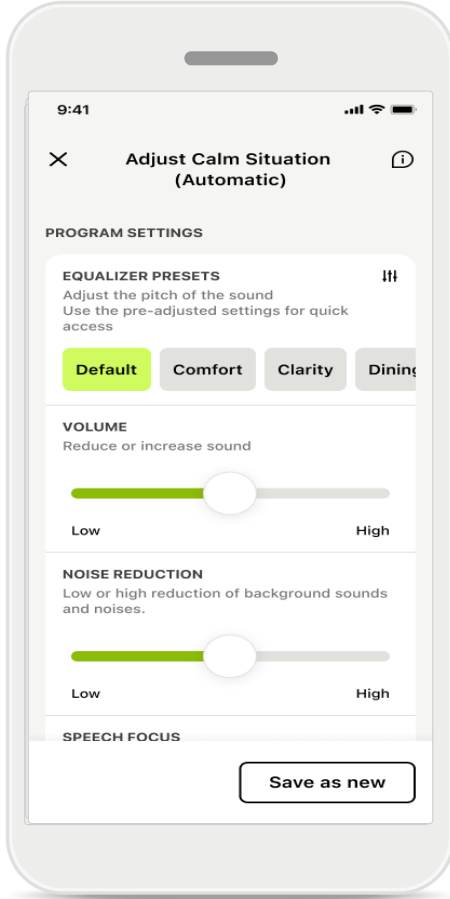 9:41
Adjust Calm Situation
(Automatic)
PROGRAM SETTINGS
EQUALIZER PRESETS
Adjust the pitch of the sound
Use the pre-adjusted settings for quick
access
Default Comfort Clarity Dining
VOLUME
Reduce or increase sound
Low High
NOISE REDUCTION
Low or high reduction of background sounds
and noises.
Low High
SPEECH FOCUS
Save as new